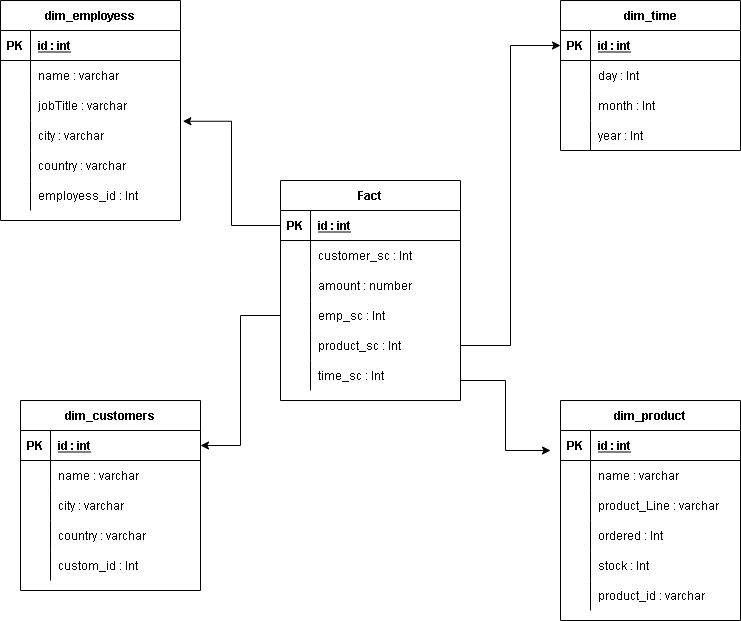 dim_employess
PK id : int
name : varchar
jobTitle : varchar
city : varchar
country : varchar
employess_id : Int
dim_time
PK id : int
day : Int
month : Int
year : Int
Fact
PK id : int
customer_sc : Int
amount : number
emp_sc : Int
product_sc : Int
time_sc : Int
dim_customers
PK id : int
name : varchar
city : varchar
country : varchar
custom_id : Int
dim_product
PK id : int
name : varchar
product_Line : varchar
ordered : Int
stock : Int
product_id : varchar